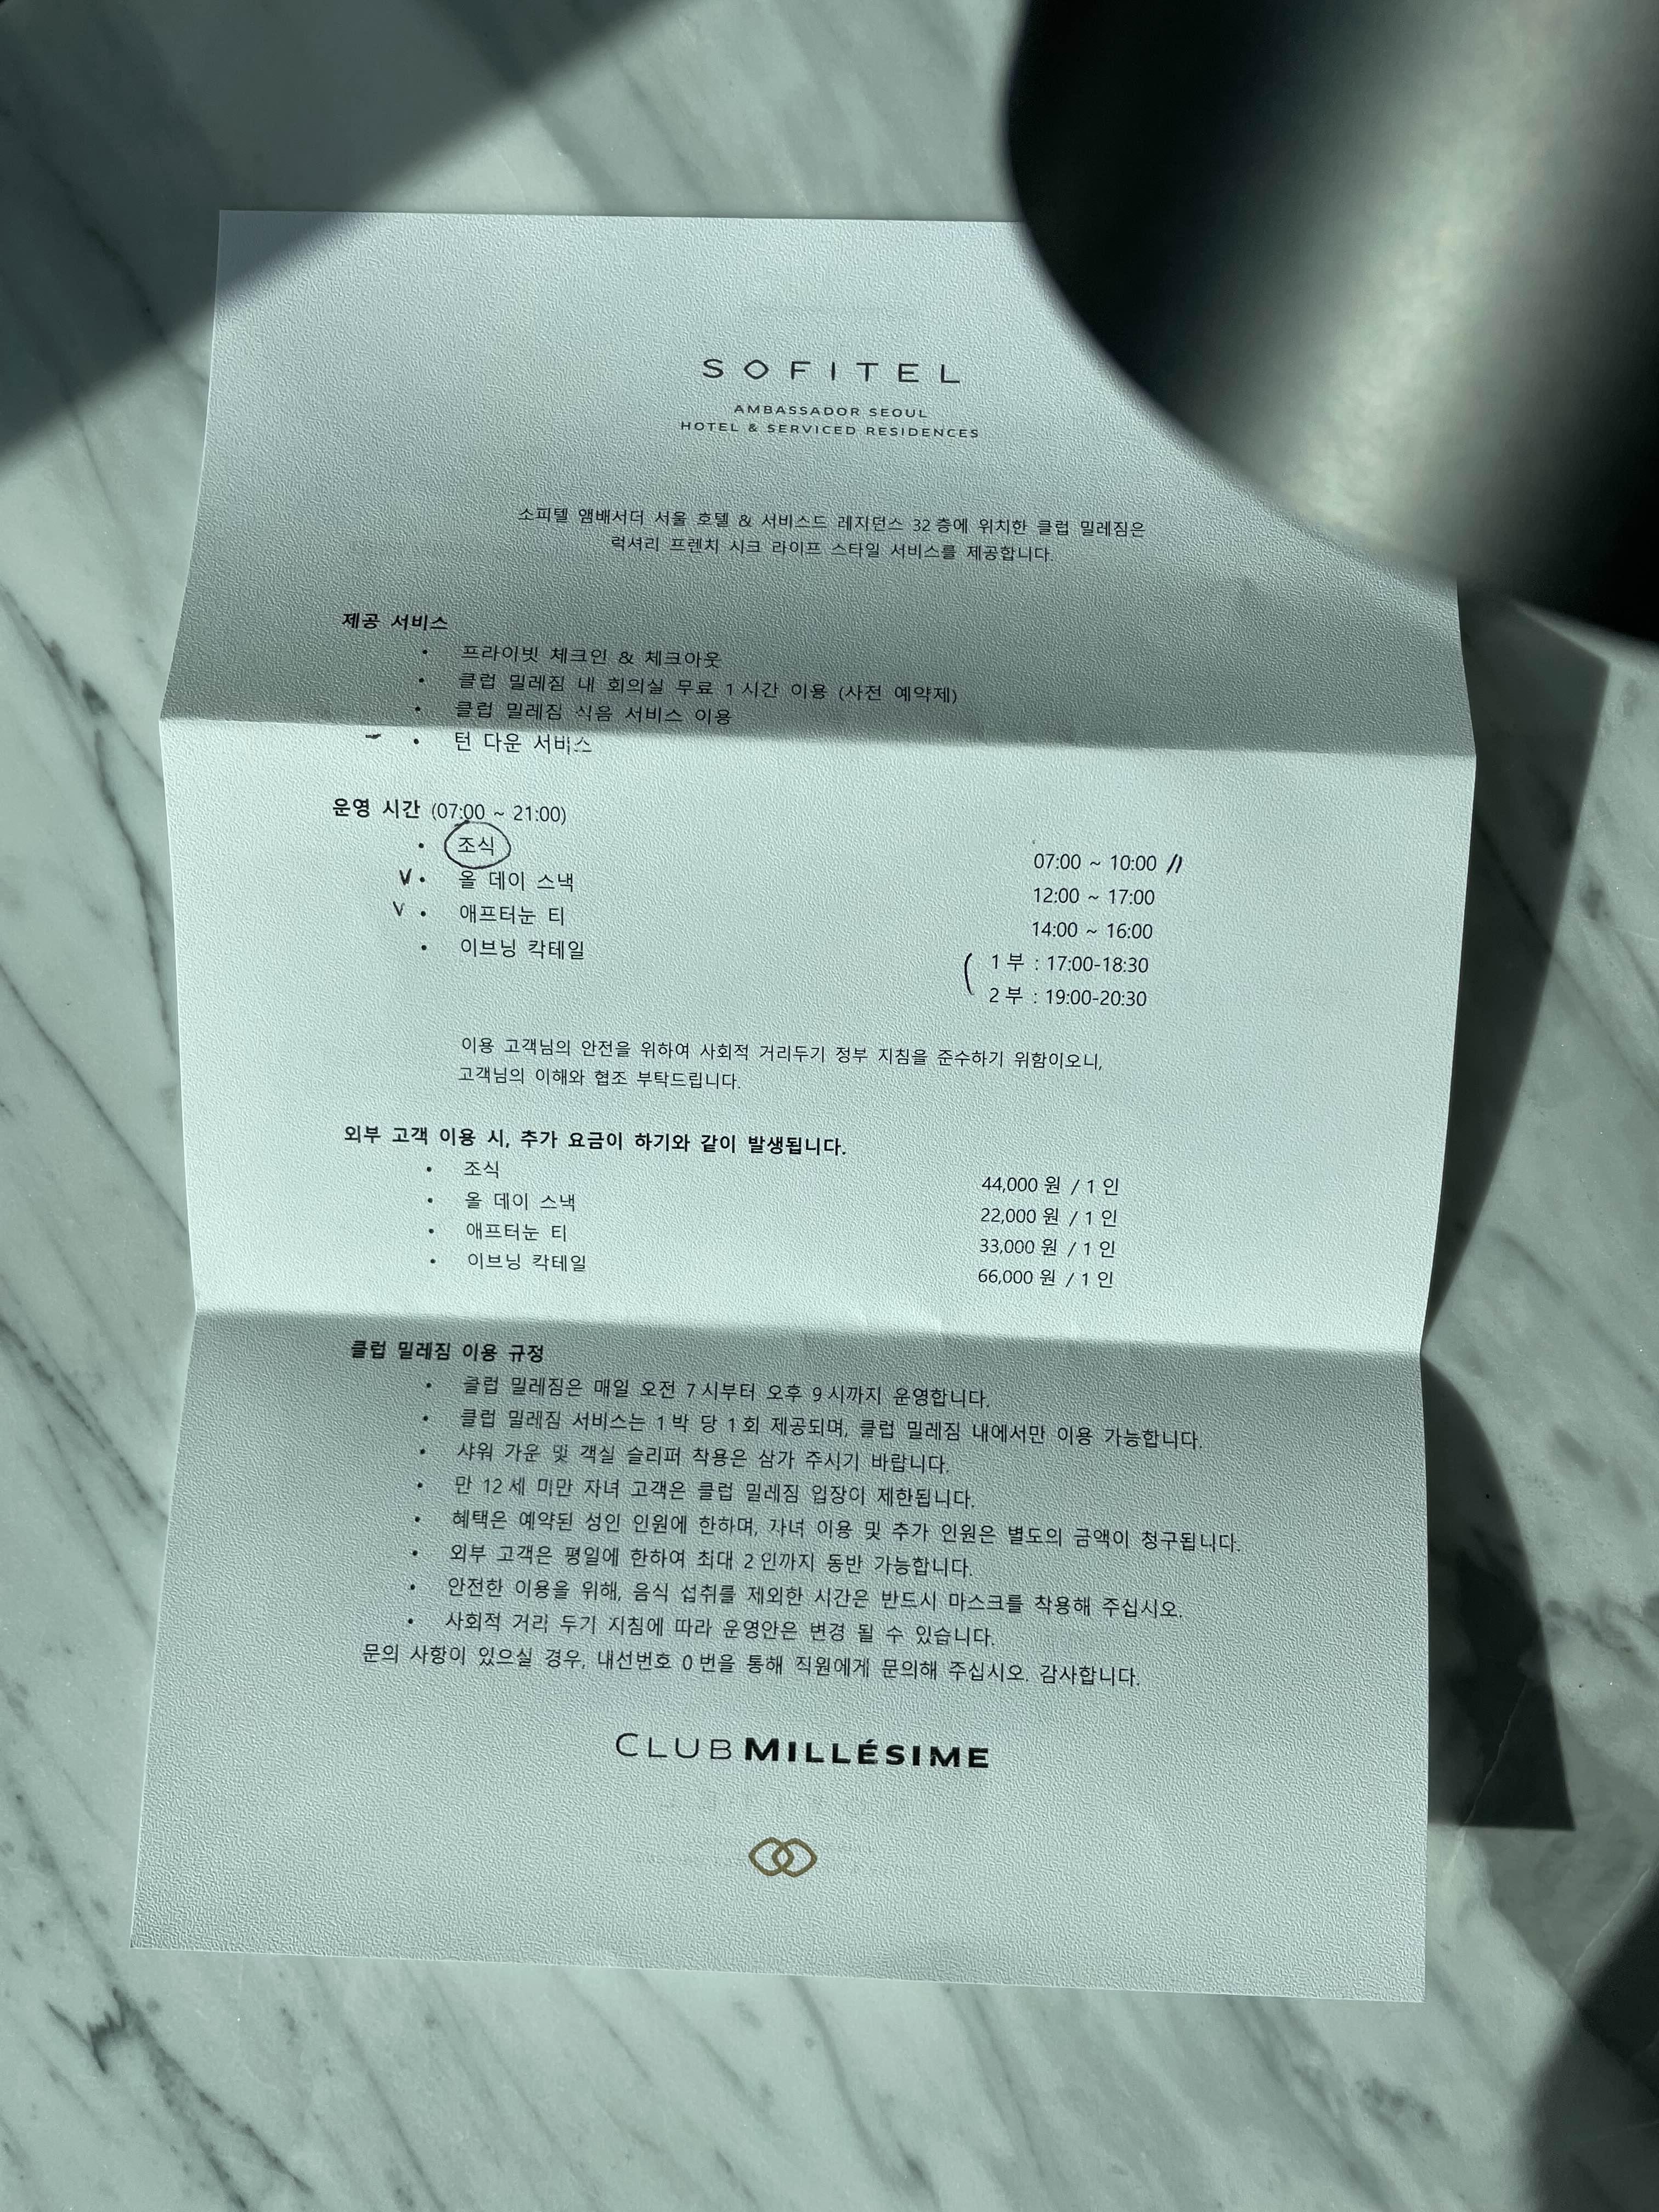 SOFITEL
AMBASSADOR SEOUL
HOTEL & SERVICED RESIDENCES
소피텔 앰배서더 서울 호텔 & 서비스드 레지던스 32 층에 위치한 클럽 밀레짐은
럭셔리 프렌치 시크 라이프 스타일 서비스를 제공합니다.
제공 서비스
• 프라이빗 체크인 & 체크아웃
• 클럽 밀레짐 내 회의실 무료 1 시간 이용 (사전 예약제)
• 클럽 밀레짐 식음 서비스 이용
• 턴 다운 서비스
운영 시간 (07:00 ~ 21:00)
• 조식 07:00 ~ 10:00 //
V • 올 데이 스낵 12:00 ~ 17:00
V • 애프터눈 티 14:00 ~ 16:00
• 이브닝 칵테일 ( 1 부 : 17:00-18:30
2 부 : 19:00-20:30
이용 고객님의 안전을 위하여 사회적 거리두기 정부 지침을 준수하기 위함이오니,
고객님의 이해와 협조 부탁드립니다.
외부 고객 이용 시, 추가 요금이 하기와 같이 발생됩니다.
• 조식 44,000 원 / 1 인
• 올 데이 스낵 22,000 원 / 1 인
• 애프터눈 티 33,000 원 / 1 인
• 이브닝 칵테일 66,000 원 / 1 인
클럽 밀레짐 이용 규정
• 클럽 밀레짐은 매일 오전 7 시부터 오후 9 시까지 운영합니다.
• 클럽 밀레짐 서비스는 1 박 당 1 회 제공되며, 클럽 밀레짐 내에서만 이용 가능합니다.
• 샤워 가운 및 객실 슬리퍼 착용은 삼가 주시기 바랍니다.
• 만 12 세 미만 자녀 고객은 클럽 밀레짐 입장이 제한됩니다.
• 혜택은 예약된 성인 인원에 한하며, 자녀 이용 및 추가 인원은 별도의 금액이 청구됩니다.
• 외부 고객은 평일에 한하여 최대 2 인까지 동반 가능합니다.
• 안전한 이용을 위해, 음식 섭취를 제외한 시간은 반드시 마스크를 착용해 주십시오.
• 사회적 거리 두기 지침에 따라 운영안은 변경 될 수 있습니다.
문의 사항이 있으실 경우, 내선번호 0 번을 통해 직원에게 문의해 주십시오. 감사합니다.
CLUB MILLÉSIME